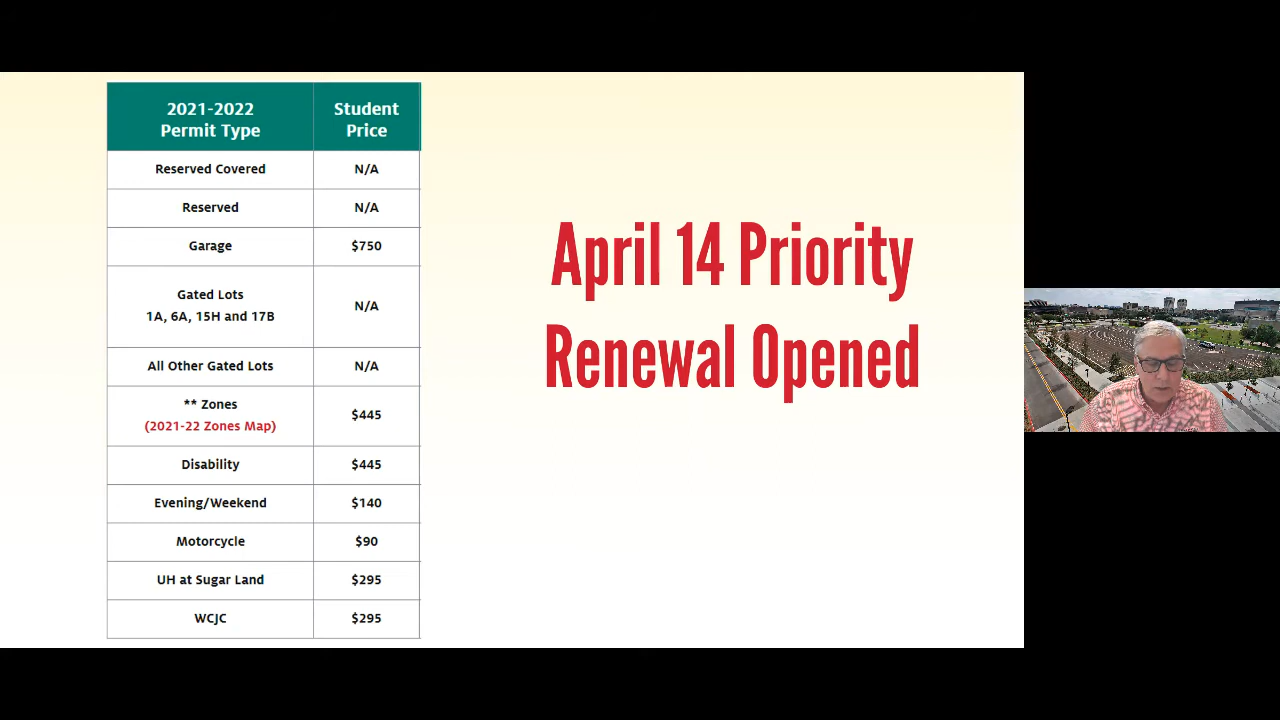 2021-2022
Permit Type
Student
Price
Reserved Covered
N/A
Reserved
N/A
Garage
$750
Gated Lots
1A, 6A, 15H and 17B
N/A
All Other Gated Lots
N/A
** Zones
(2021-22 Zones Map)
$445
Disability
$445
Evening/Weekend
$140
Motorcycle
$90
UH at Sugar Land
$295
WCJC
$295
April 14 Priority
Renewal Opened